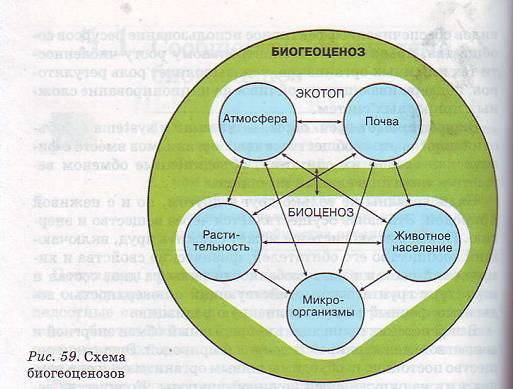 БИОГЕОЦЕНОЗ
ЭКОТОП
Атмосфера
Почва
БИОЦЕНОЗ
Расти-
тельность
Животное
население
Микро-
организмы
Рис. 59. Схема
биогеоценозов